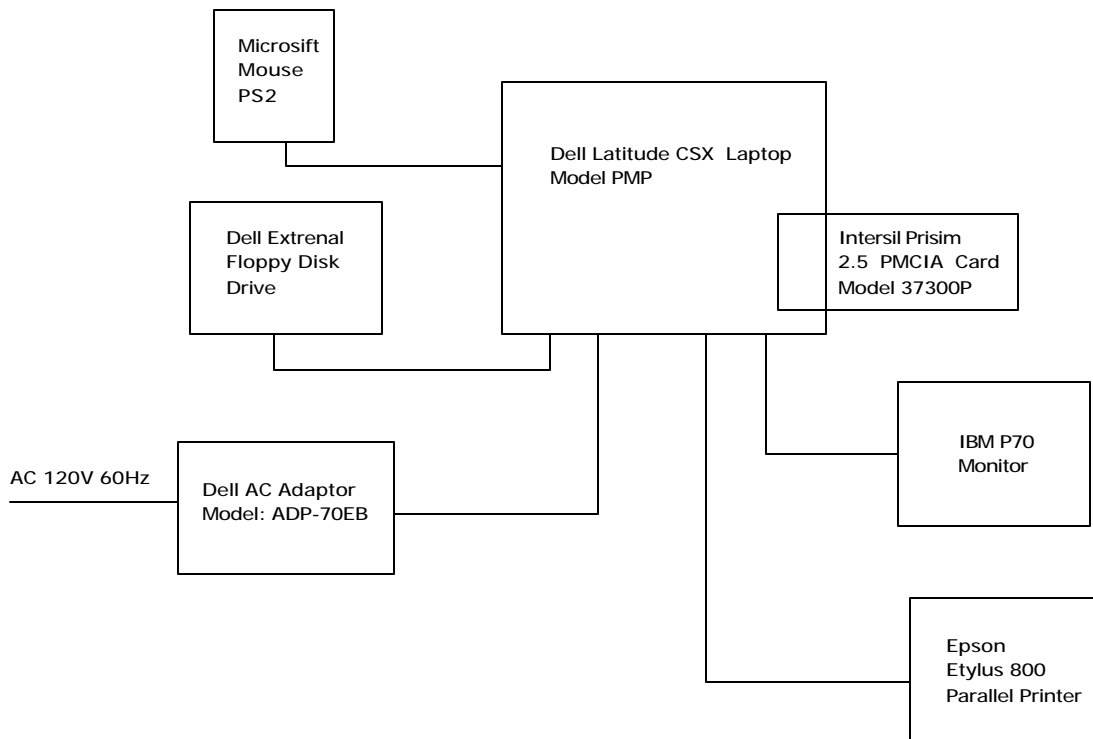 Microsift
Mouse
PS2
Dell Latitude CSX Laptop
Model PMP
Dell Extrenal
Floppy Disk
Drive
Intersil Prisim
2.5 PMCIA Card
Model 37300P
IBM P70
Monitor
AC 120V 60Hz
Dell AC Adaptor
Model: ADP-70EB
Epson
Etylus 800
Parallel Printer